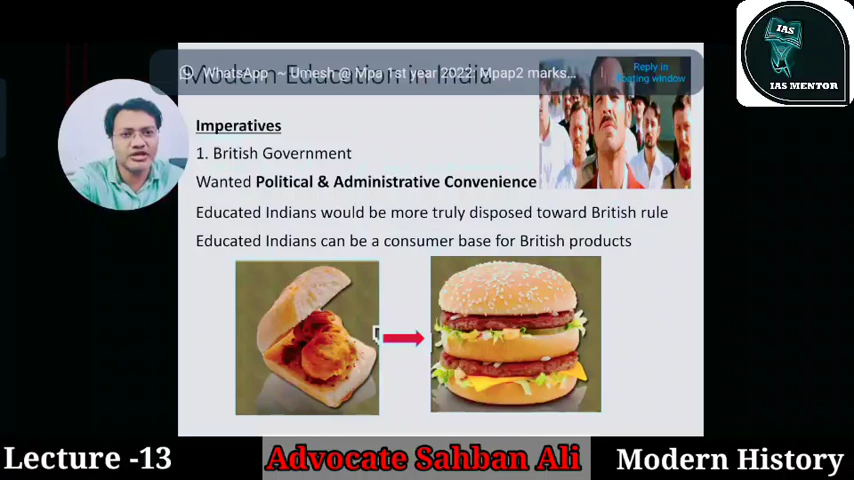 IAS
IAS MENTOR
Modern Education in India
WhatsApp ~ Umesh @ Mpa 1st year 2022: Mpap2 marks...
Reply in
floating window
Imperatives
1. British Government
Wanted Political & Administrative Convenience
Educated Indians would be more truly disposed toward British rule
Educated Indians can be a consumer base for British products
Lecture -13
Advocate Sahban Ali
Modern History